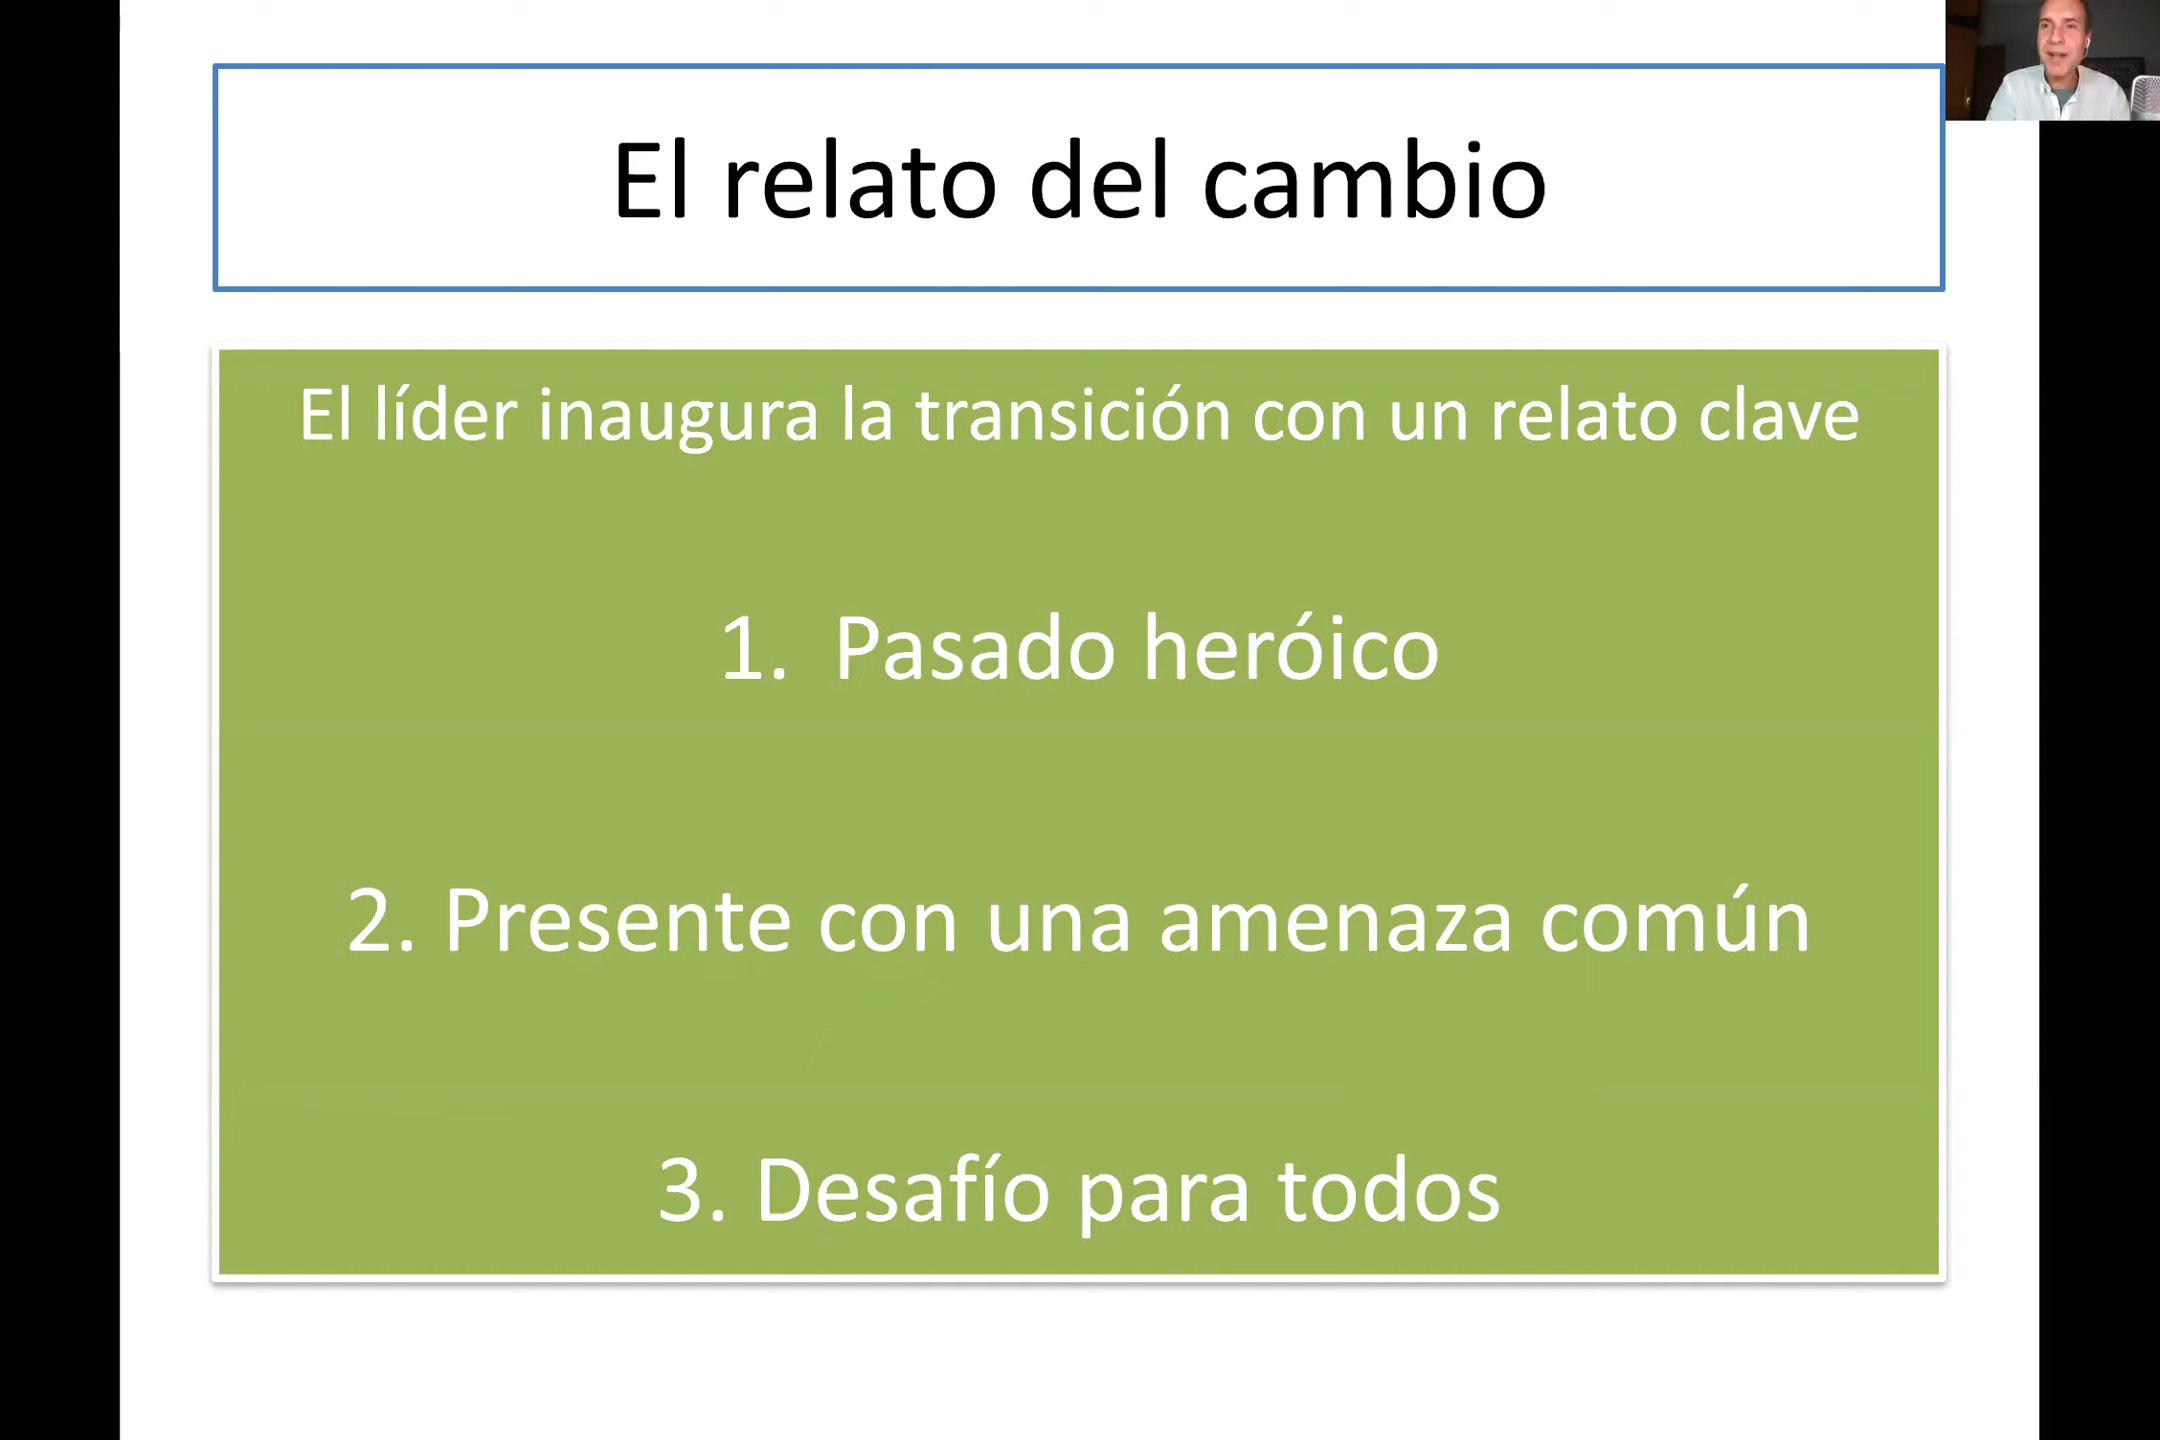 El relato del cambio
El líder inaugura la transición con un relato clave
1. Pasado heróico
2. Presente con una amenaza común
3. Desafío para todos